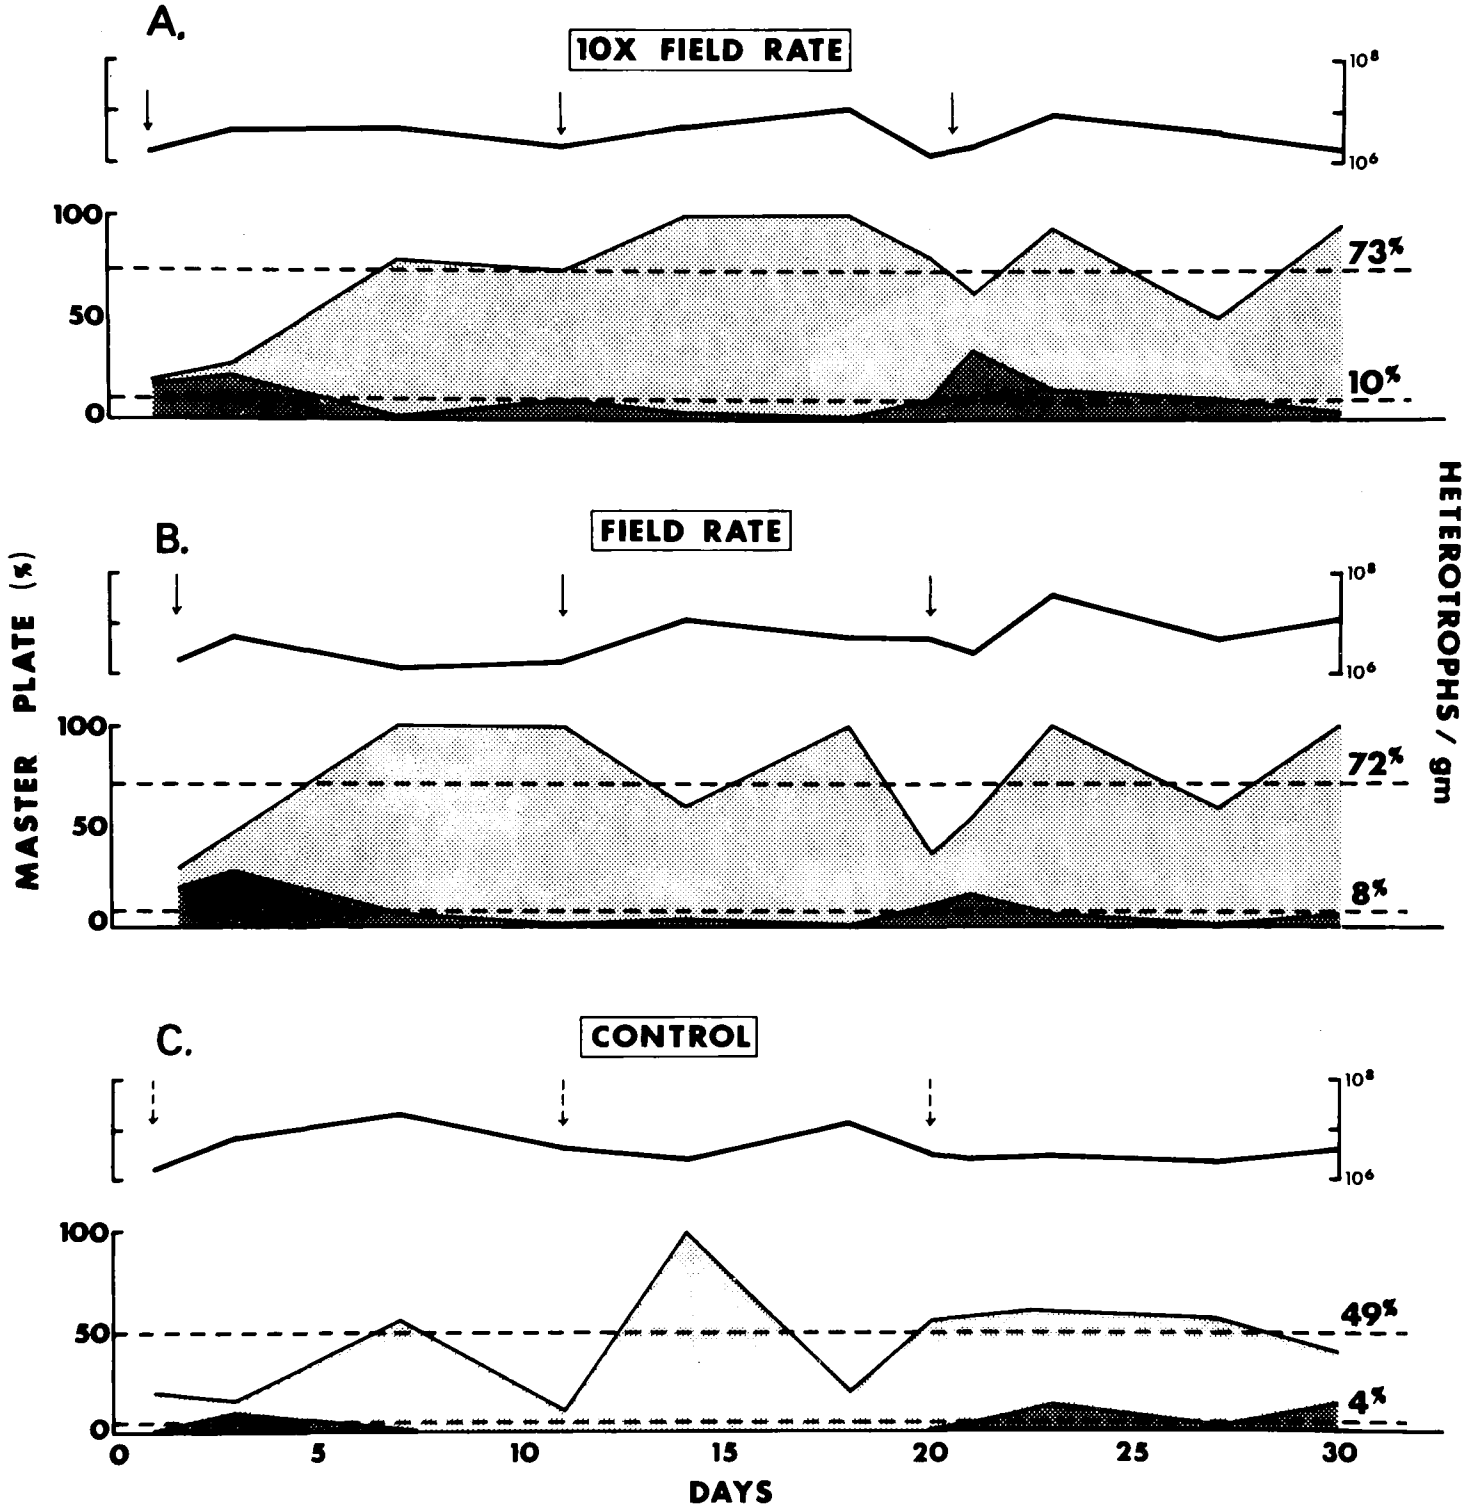 A.
10X FIELD RATE
10⁸
10⁶
100
73%
50
10%
0
B.
FIELD RATE
10⁸
10⁶
100
72%
50
8%
0
MASTER PLATE (%)
HETEROTROPHS / gm
C.
CONTROL
10⁸
10⁶
100
49%
50
4%
0
0 5 10 15 20 25 30
DAYS